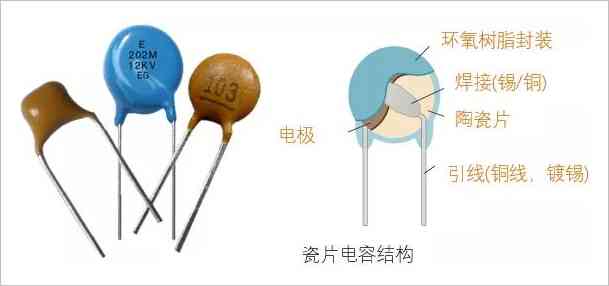 E
202M
12KV
EG
103
环氧树脂封装
焊接(锡/铜)
陶瓷片
电极
引线(铜线、镀锡)
瓷片电容结构